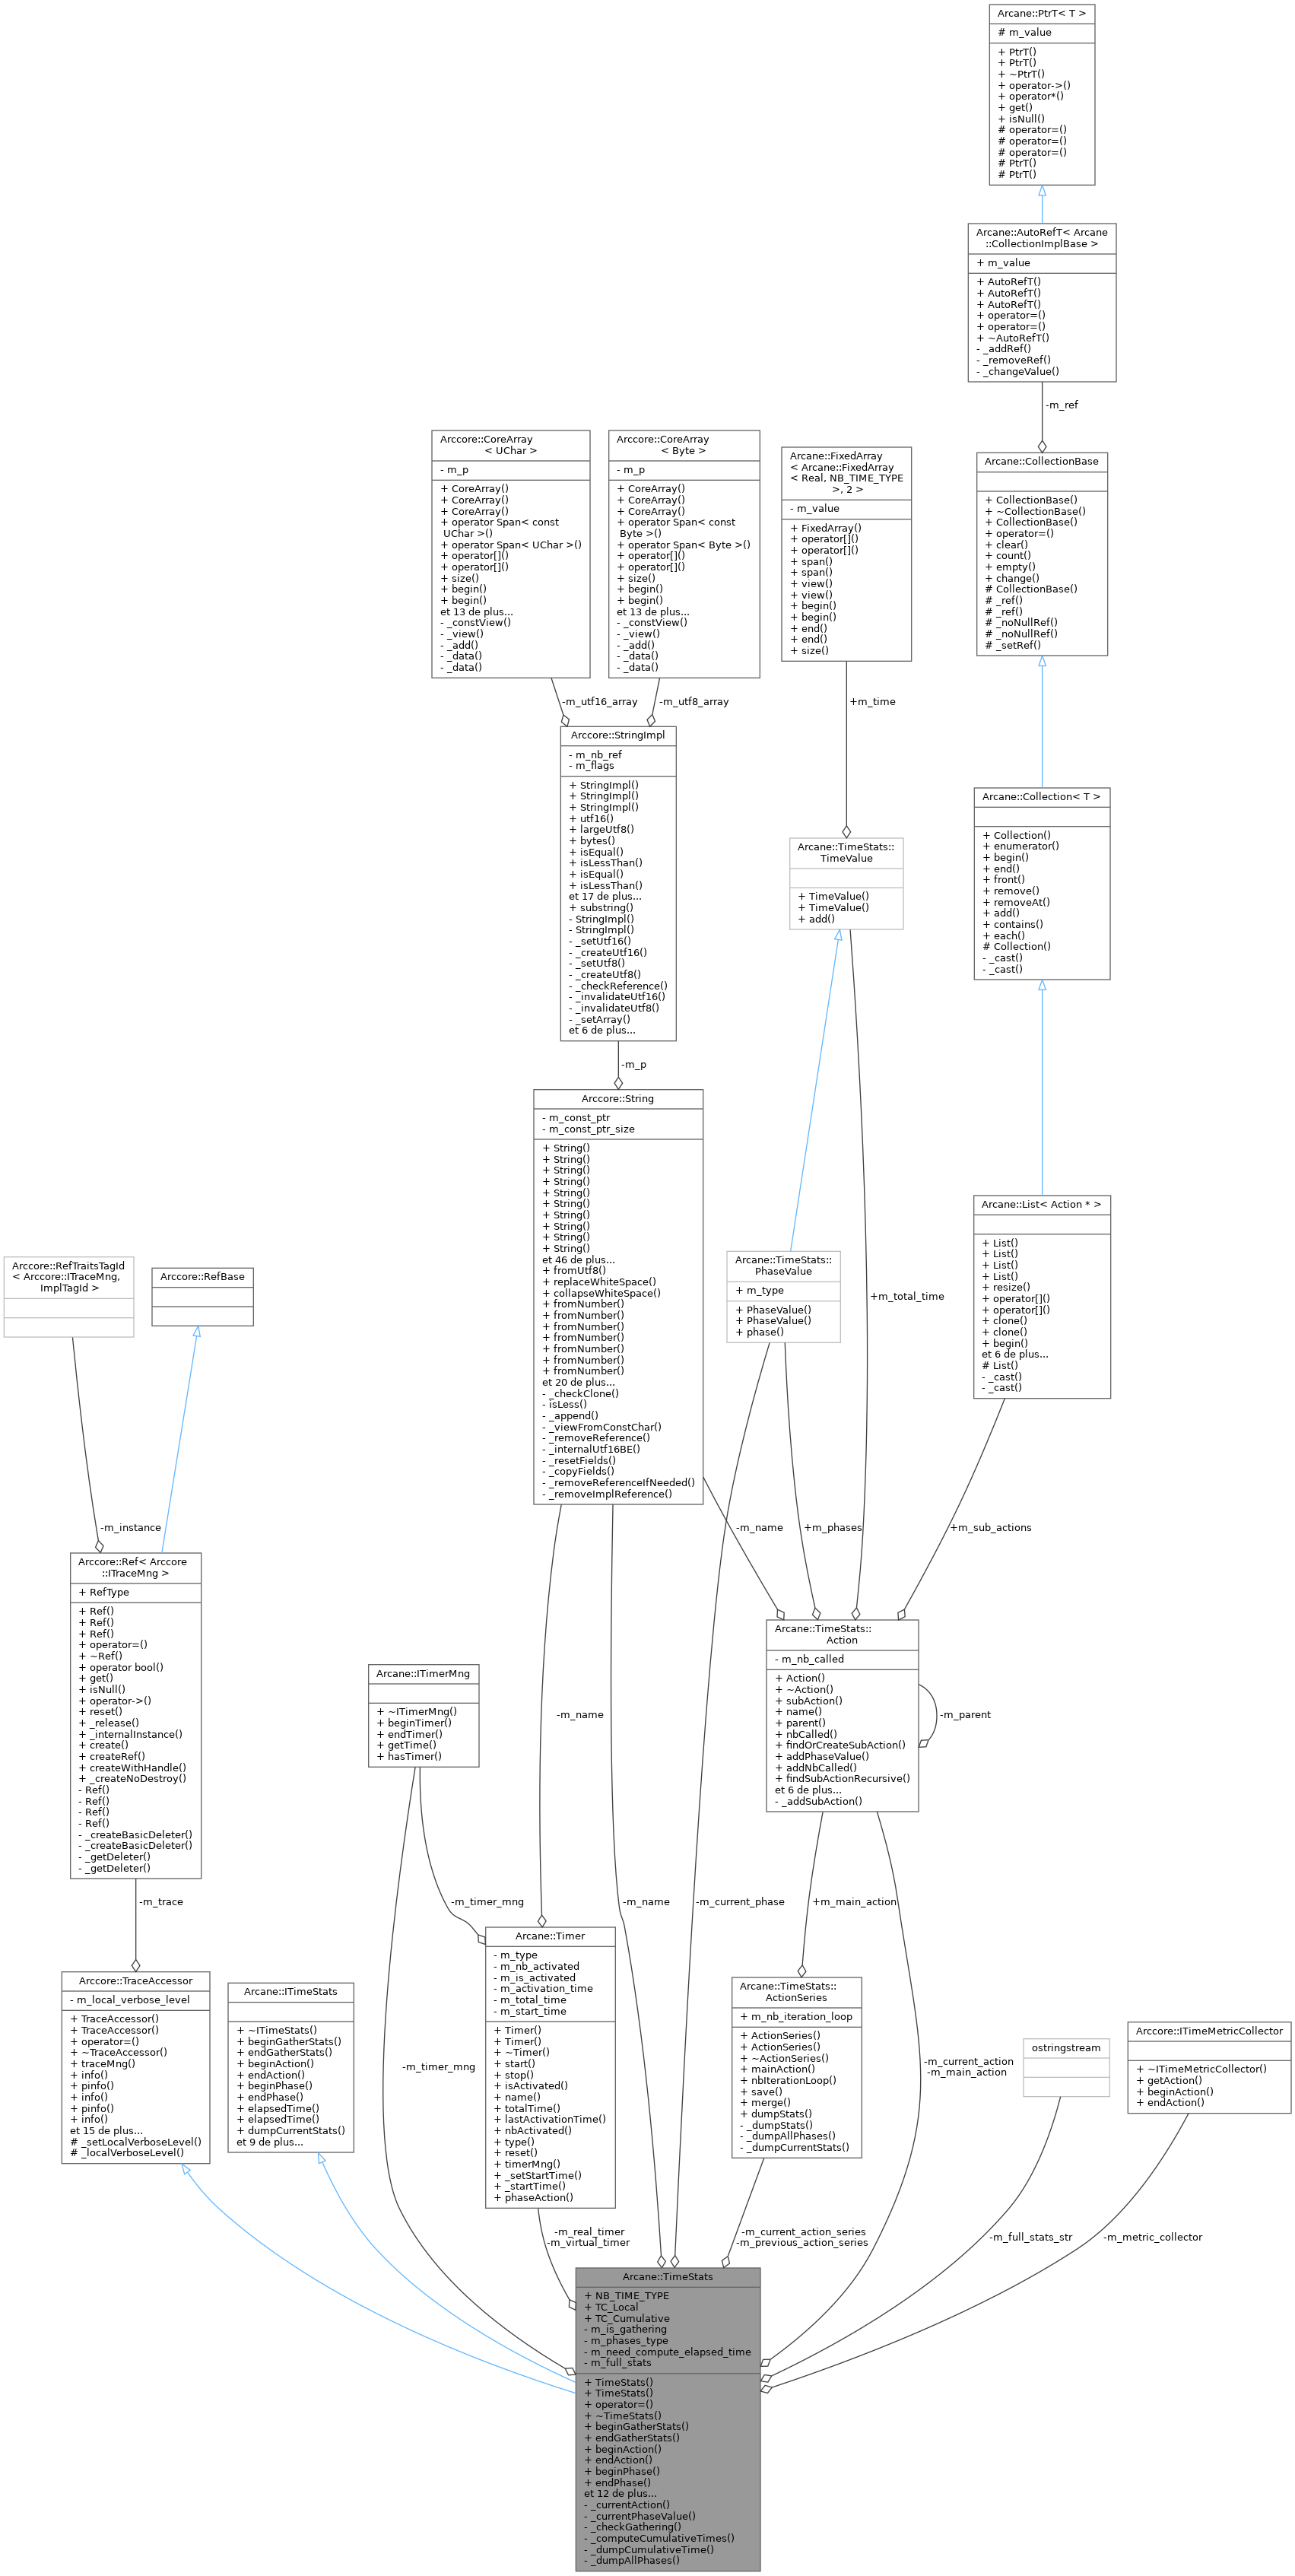 Arcane::PtrT< T >
# m_value
+ PtrT()
+ PtrT()
+ ~PtrT()
+ operator->()
+ operator*()
+ get()
+ isNull()
# operator=()
# operator=()
# operator=()
# PtrT()
# PtrT()
Arcane::AutoRefT< Arcane
::CollectionImplBase >
+ m_value
+ AutoRefT()
+ AutoRefT()
+ AutoRefT()
+ operator=()
+ operator=()
+ ~AutoRefT()
- _addRef()
- _removeRef()
- _changeValue()
-m_ref
Arccore::CoreArray
< UChar >
- m_p
+ CoreArray()
+ CoreArray()
+ CoreArray()
+ operator Span< const
UChar >()
+ operator Span< UChar >()
+ operator[]()
+ operator[]()
+ size()
+ begin()
+ begin()
et 13 de plus...
- _constView()
- _view()
- _add()
- _data()
- _data()
Arccore::CoreArray
< Byte >
- m_p
+ CoreArray()
+ CoreArray()
+ CoreArray()
+ operator Span< const
Byte >()
+ operator Span< Byte >()
+ operator[]()
+ operator[]()
+ size()
+ begin()
+ begin()
et 13 de plus...
- _constView()
- _view()
- _add()
- _data()
- _data()
Arcane::FixedArray
< Arcane::FixedArray
< Real, NB_TIME_TYPE
>, 2 >
- m_value
+ FixedArray()
+ operator[]()
+ operator[]()
+ span()
+ span()
+ view()
+ view()
+ begin()
+ begin()
+ end()
+ end()
+ size()
Arcane::CollectionBase
+ CollectionBase()
+ ~CollectionBase()
+ CollectionBase()
+ operator=()
+ clear()
+ count()
+ empty()
+ change()
# CollectionBase()
# _ref()
# _ref()
# _noNullRef()
# _noNullRef()
# _setRef()
-m_utf16_array
-m_utf8_array
+m_time
Arccore::StringImpl
- m_nb_ref
- m_flags
+ StringImpl()
+ StringImpl()
+ StringImpl()
+ utf16()
+ largeUtf8()
+ bytes()
+ isEqual()
+ isLessThan()
+ isEqual()
+ isLessThan()
et 17 de plus...
+ substring()
- StringImpl()
- StringImpl()
- _setUtf16()
- _createUtf16()
- _setUtf8()
- _createUtf8()
- _checkReference()
- _invalidateUtf16()
- _invalidateUtf8()
- _setArray()
et 6 de plus...
Arcane::TimeStats::
TimeValue
+ TimeValue()
+ TimeValue()
+ add()
Arcane::Collection< T >
+ Collection()
+ enumerator()
+ begin()
+ end()
+ front()
+ remove()
+ removeAt()
+ add()
+ contains()
+ each()
# Collection()
- _cast()
- _cast()
-m_p
Arccore::String
- m_const_ptr
- m_const_ptr_size
+ String()
+ String()
+ String()
+ String()
+ String()
+ String()
+ String()
+ String()
+ String()
+ String()
et 46 de plus...
+ fromUtf8()
+ replaceWhiteSpace()
+ collapseWhiteSpace()
+ fromNumber()
+ fromNumber()
+ fromNumber()
+ fromNumber()
+ fromNumber()
+ fromNumber()
+ fromNumber()
et 20 de plus...
- _checkClone()
- isLess()
- _append()
- _viewFromConstChar()
- _removeReference()
- _internalUtf16BE()
- _resetFields()
- _copyFields()
- _removeReferenceIfNeeded()
- _removeImplReference()
Arcane::TimeStats::
PhaseValue
+ m_type
+ PhaseValue()
+ PhaseValue()
+ phase()
+m_total_time
Arcane::List< Action * >
+ List()
+ List()
+ List()
+ List()
+ resize()
+ operator[]()
+ operator[]()
+ clone()
+ clone()
+ begin()
et 6 de plus...
# List()
- _cast()
- _cast()
Arccore::RefTraitsTagId
< Arccore::ITraceMng,
ImplTagId >
Arccore::RefBase
-m_instance
-m_name
+m_phases
+m_sub_actions
Arccore::Ref< Arccore
::ITraceMng >
+ RefType
+ Ref()
+ Ref()
+ Ref()
+ operator=()
+ ~Ref()
+ operator bool()
+ get()
+ isNull()
+ operator->()
+ reset()
+ _release()
+ _internalInstance()
+ create()
+ createRef()
+ createWithHandle()
+ _createNoDestroy()
- Ref()
- Ref()
- Ref()
- Ref()
- _createBasicDeleter()
- _createBasicDeleter()
- _getDeleter()
- _getDeleter()
Arcane::ITimerMng
+ ~ITimerMng()
+ beginTimer()
+ endTimer()
+ getTime()
+ hasTimer()
-m_name
Arcane::TimeStats::
Action
- m_nb_called
+ Action()
+ ~Action()
+ subAction()
+ name()
+ parent()
+ nbCalled()
+ findOrCreateSubAction()
+ addPhaseValue()
+ addNbCalled()
+ findSubActionRecursive()
et 6 de plus...
- _addSubAction()
-m_parent
-m_trace
-m_timer_mng
-m_name
-m_current_phase
+m_main_action
Arccore::TraceAccessor
- m_local_verbose_level
+ TraceAccessor()
+ TraceAccessor()
+ operator=()
+ ~TraceAccessor()
+ traceMng()
+ info()
+ pinfo()
+ info()
+ pinfo()
+ info()
et 15 de plus...
# _setLocalVerboseLevel()
# _localVerboseLevel()
Arcane::ITimeStats
+ ~ITimeStats()
+ beginGatherStats()
+ endGatherStats()
+ beginAction()
+ endAction()
+ beginPhase()
+ endPhase()
+ elapsedTime()
+ elapsedTime()
+ dumpCurrentStats()
et 9 de plus...
-m_timer_mng
Arcane::Timer
- m_type
- m_nb_activated
- m_is_activated
- m_activation_time
- m_total_time
- m_start_time
+ Timer()
+ Timer()
+ ~Timer()
+ start()
+ stop()
+ isActivated()
+ name()
+ totalTime()
+ lastActivationTime()
+ nbActivated()
+ type()
+ reset()
+ timerMng()
+ _setStartTime()
+ _startTime()
+ phaseAction()
Arcane::TimeStats::
ActionSeries
+ m_nb_iteration_loop
+ ActionSeries()
+ ActionSeries()
+ ~ActionSeries()
+ mainAction()
+ nbIterationLoop()
+ save()
+ merge()
+ dumpStats()
- _dumpStats()
- _dumpAllPhases()
- _dumpCurrentStats()
-m_current_action
-m_main_action
ostringstream
Arccore::ITimeMetricCollector
+ ~ITimeMetricCollector()
+ getAction()
+ beginAction()
+ endAction()
-m_real_timer
-m_virtual_timer
-m_current_action_series
-m_previous_action_series
-m_full_stats_str
-m_metric_collector
Arcane::TimeStats
+ NB_TIME_TYPE
+ TC_Local
+ TC_Cumulative
- m_is_gathering
- m_phases_type
- m_need_compute_elapsed_time
- m_full_stats
+ TimeStats()
+ TimeStats()
+ operator=()
+ ~TimeStats()
+ beginGatherStats()
+ endGatherStats()
+ beginAction()
+ endAction()
+ beginPhase()
+ endPhase()
et 12 de plus...
- _currentAction()
- _currentPhaseValue()
- _checkGathering()
- _computeCumulativeTimes()
- _dumpCumulativeTime()
- _dumpAllPhases()